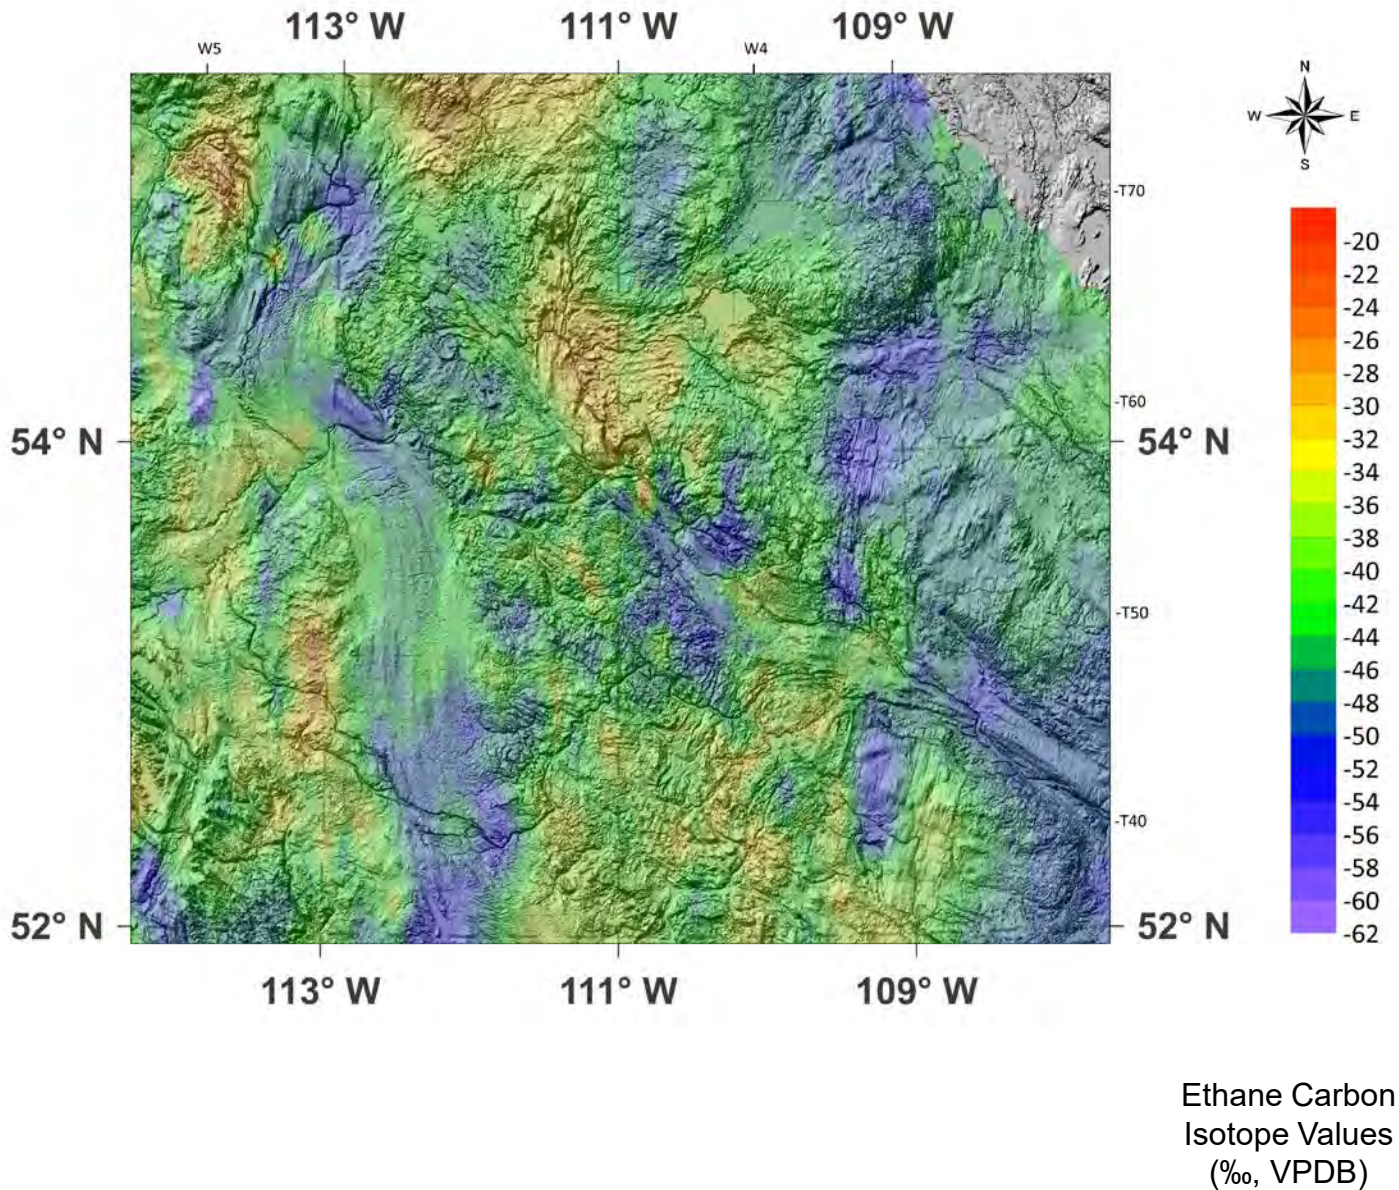 113° W 111° W 109° W
W5 W4
N
W E
S
-T70
-20
-22
-24
-26
-28
-30
-32
-34
-36
-38
-40
-42
-44
-46
-48
-50
-52
-54
-56
-58
-60
-62
-T60
54° N 54° N
-T50
-T40
52° N 52° N
113° W 111° W 109° W
Ethane Carbon
Isotope Values
(‰, VPDB)